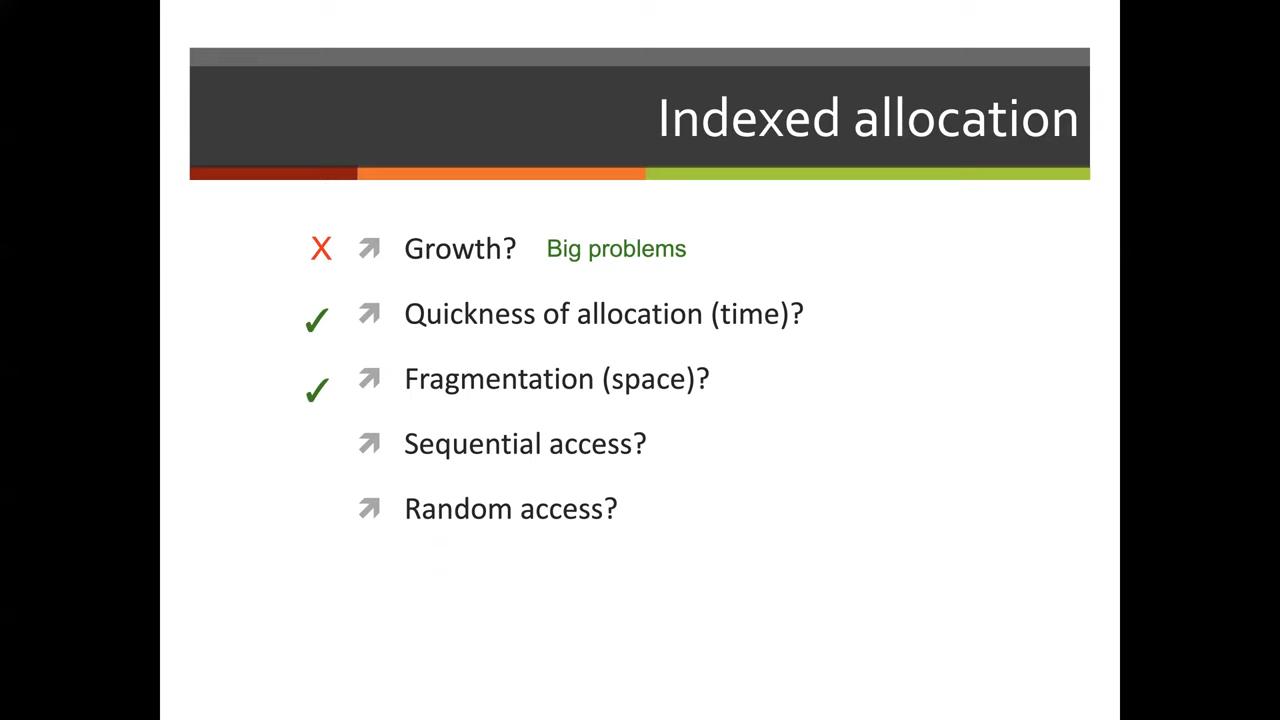 Indexed allocation
X Growth? Big problems
✓ Quickness of allocation (time)?
✓ Fragmentation (space)?
Sequential access?
Random access?